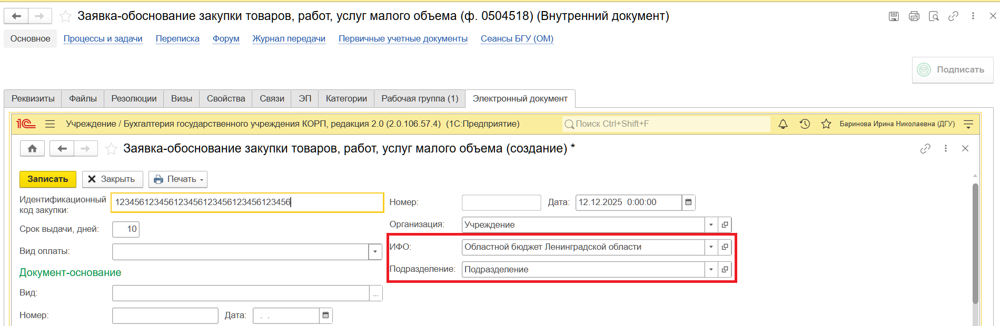 Заявка-обоснование закупки товаров, работ, услуг малого объема (ф. 0504518) (Внутренний документ)
Основное Процессы и задачи Переписка Форум Журнал передачи Первичные учетные документы Сеансы БГУ (ОМ)
Подписать
Реквизиты Файлы Резолюции Визы Свойства Связи ЭП Категории Рабочая группа (1) Электронный документ
1С Учреждение / Бухгалтерия государственного учреждения КОРП, редакция 2.0 (2.0.106.57.4) (1С:Предприятие) Поиск Ctrl+Shift+F Баринова Ирина Николаевна (ДГУ)
Заявка-обоснование закупки товаров, работ, услуг малого объема (создание) *
Записать Закрыть Печать
Идентификационный код закупки: 123456123456123456123456123456123456 Номер: Дата: 12.12.2025 0:00:00
Срок выдачи, дней: 10 Организация: Учреждение
Вид оплаты: ИФО: Областной бюджет Ленинградской области
Документ-основание Подразделение: Подразделение
Вид: ...
Номер: Дата: . .